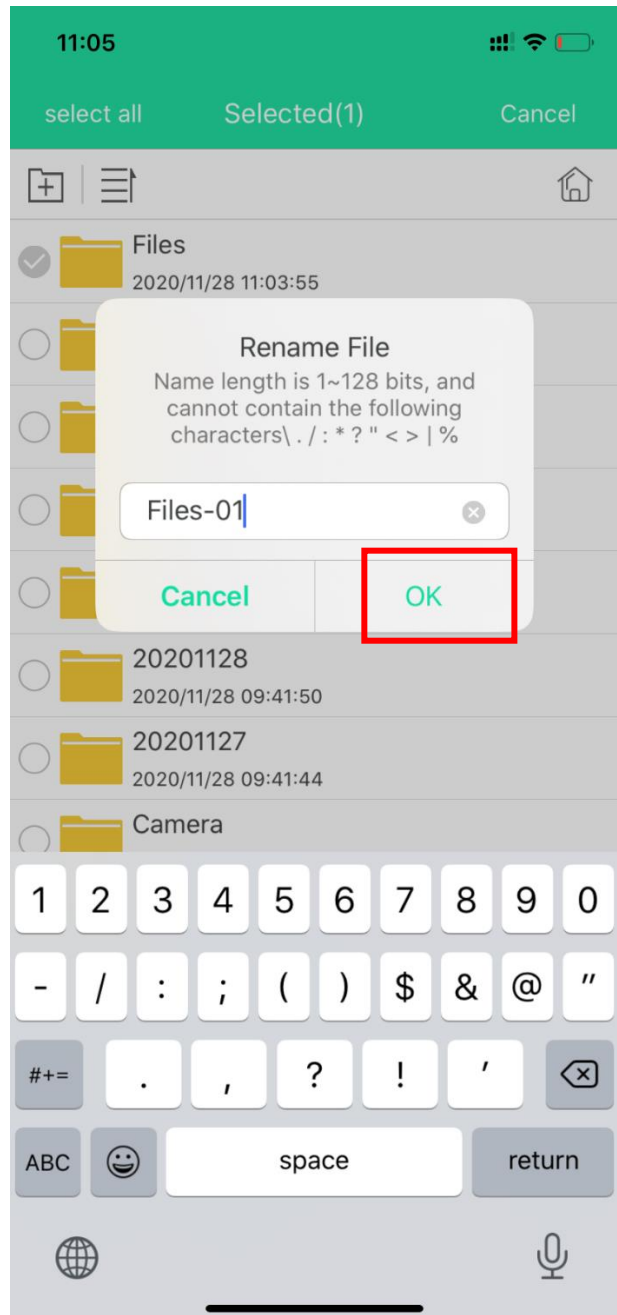 11:05
select all Selected(1) Cancel
Files
2020/11/28 11:03:55
Rename File
Name length is 1~128 bits, and
cannot contain the following
characters\ . / : * ? " < > | %
Files-01
Cancel OK
20201128
2020/11/28 09:41:50
20201127
2020/11/28 09:41:44
Camera
1 2 3 4 5 6 7 8 9 0
- / : ; ( ) $ & @ "
#+= . , ? ! '
ABC space return